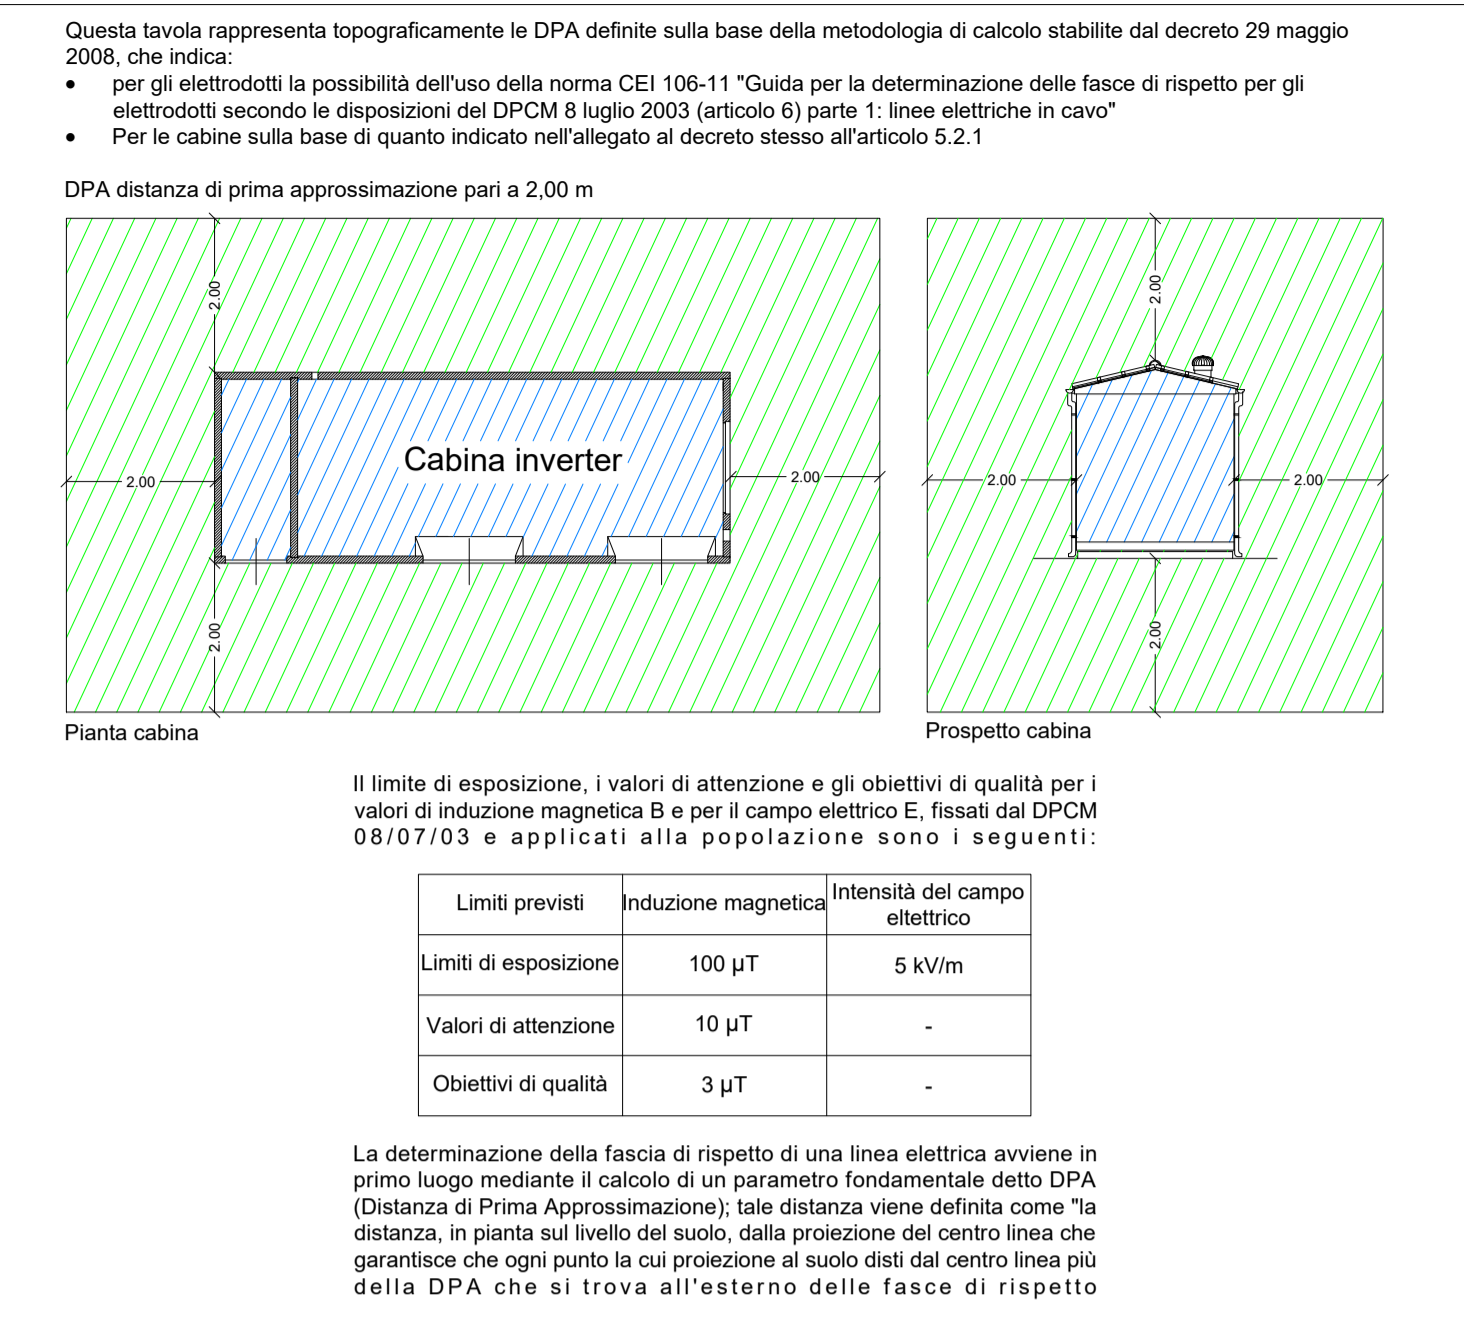 Questa tavola rappresenta topograficamente le DPA definite sulla base della metodologia di calcolo stabilite dal decreto 29 maggio
2008, che indica:
• per gli elettrodotti la possibilità dell'uso della norma CEI 106-11 "Guida per la determinazione delle fasce di rispetto per gli
elettrodotti secondo le disposizioni del DPCM 8 luglio 2003 (articolo 6) parte 1: linee elettriche in cavo"
• Per le cabine sulla base di quanto indicato nell'allegato al decreto stesso all'articolo 5.2.1
DPA distanza di prima approssimazione pari a 2,00 m
2.00
2.00
Cabina inverter
2.00
2.00
Pianta cabina
2.00
2.00
2.00
2.00
Prospetto cabina
Il limite di esposizione, i valori di attenzione e gli obiettivi di qualità per i
valori di induzione magnetica B e per il campo elettrico E, fissati dal DPCM
08/07/03 e applicati alla popolazione sono i seguenti:
Limiti previsti Induzione magnetica Intensità del campo
eltettrico
Limiti di esposizione 100 µT 5 kV/m
Valori di attenzione 10 µT -
Obiettivi di qualità 3 µT -
La determinazione della fascia di rispetto di una linea elettrica avviene in
primo luogo mediante il calcolo di un parametro fondamentale detto DPA
(Distanza di Prima Approssimazione); tale distanza viene definita come "la
distanza, in pianta sul livello del suolo, dalla proiezione del centro linea che
garantisce che ogni punto la cui proiezione al suolo disti dal centro linea più
della DPA che si trova all'esterno delle fasce di rispetto